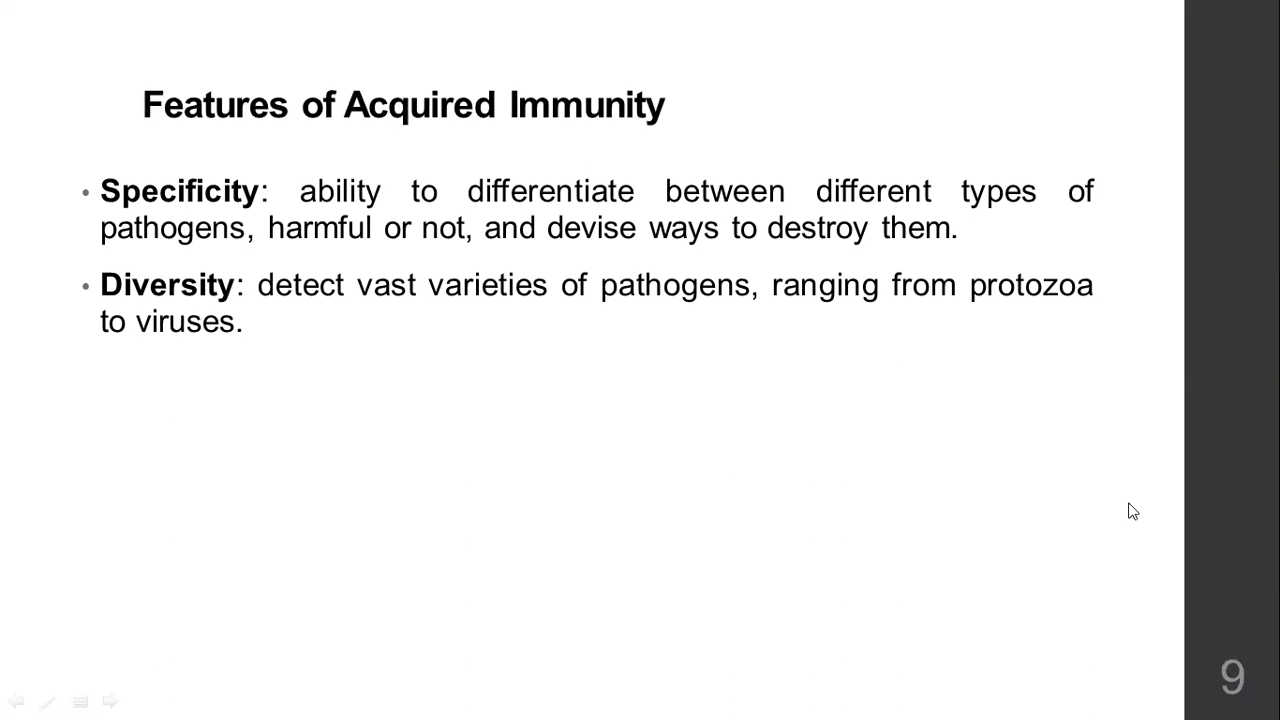 Features of Acquired Immunity
• Specificity: ability to differentiate between different types of
pathogens, harmful or not, and devise ways to destroy them.
• Diversity: detect vast varieties of pathogens, ranging from protozoa
to viruses.
9